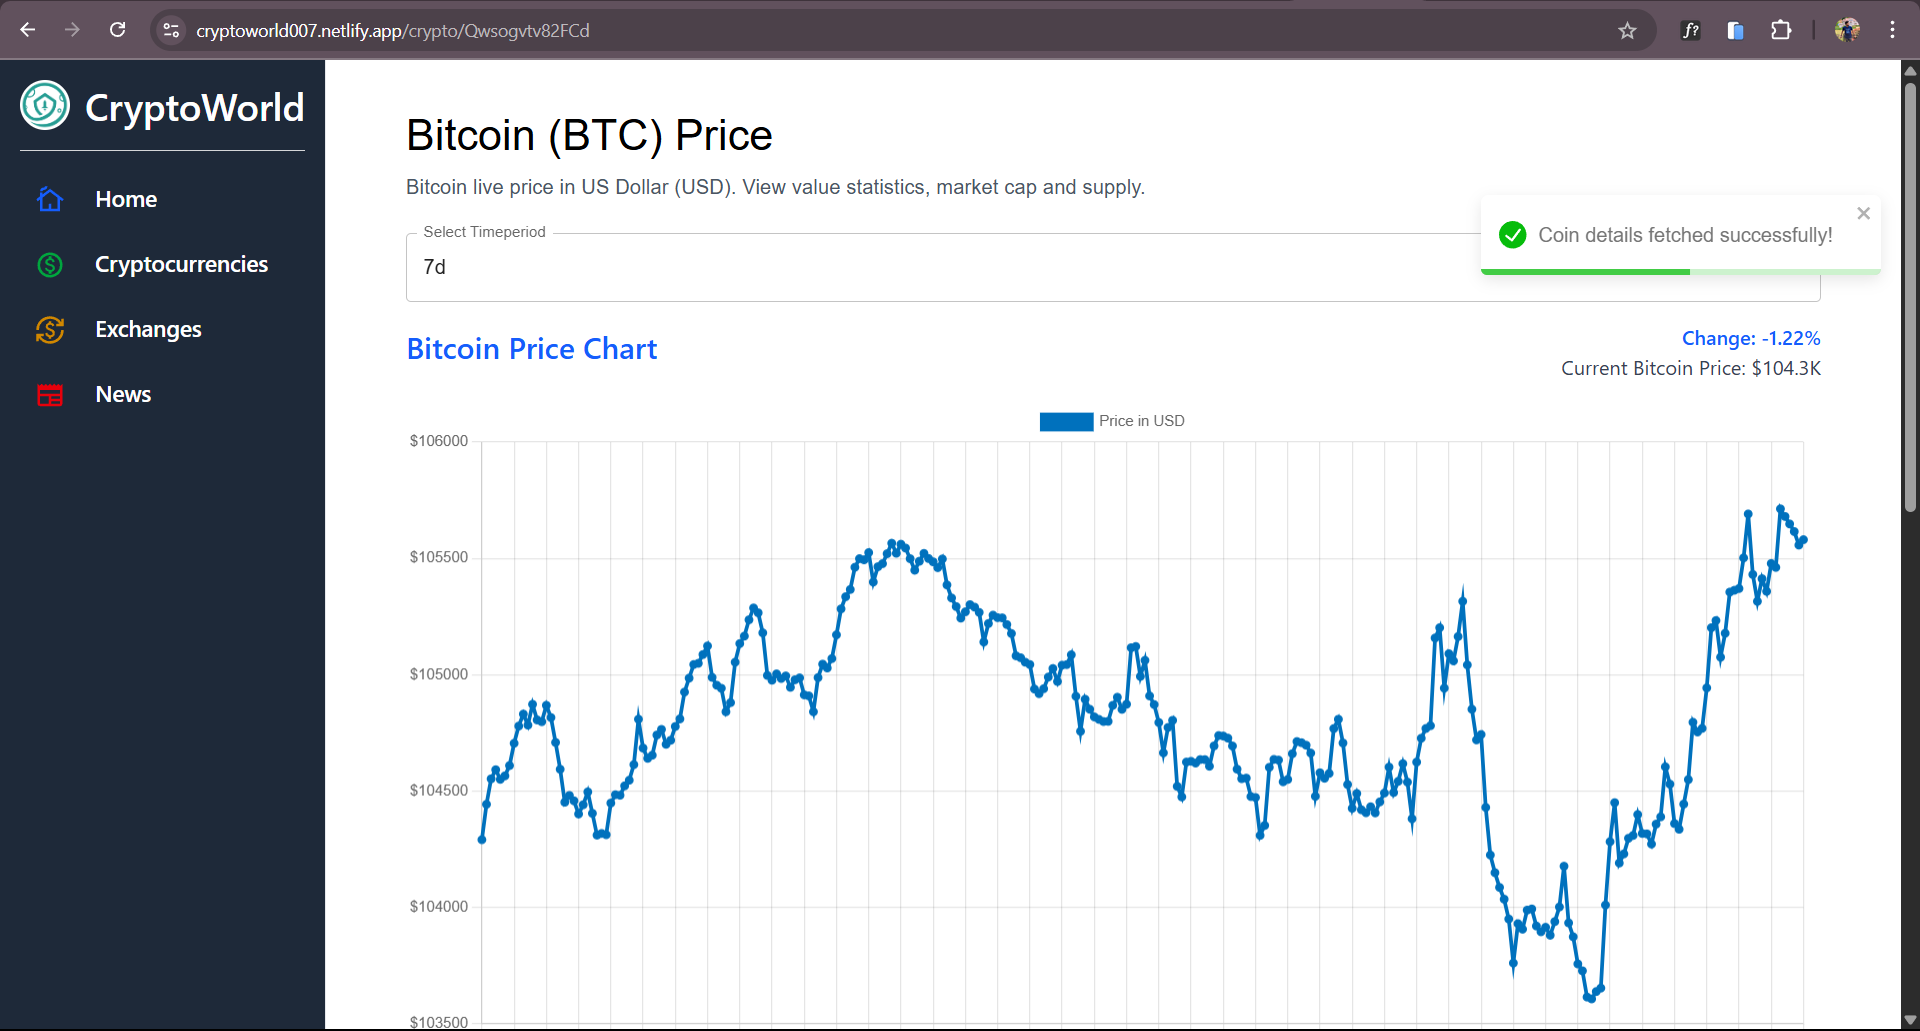 cryptoworld007.netlify.app/crypto/Qwsogvtv82FCd
f?
CryptoWorld
Home
Cryptocurrencies
Exchanges
News
Bitcoin (BTC) Price
Bitcoin live price in US Dollar (USD). View value statistics, market cap and supply.
Coin details fetched successfully!
Select Timeperiod
7d
Bitcoin Price Chart
Change: -1.22%
Current Bitcoin Price: $104.3K
Price in USD
$106000
$105500
$105000
$104500
$104000
$103500